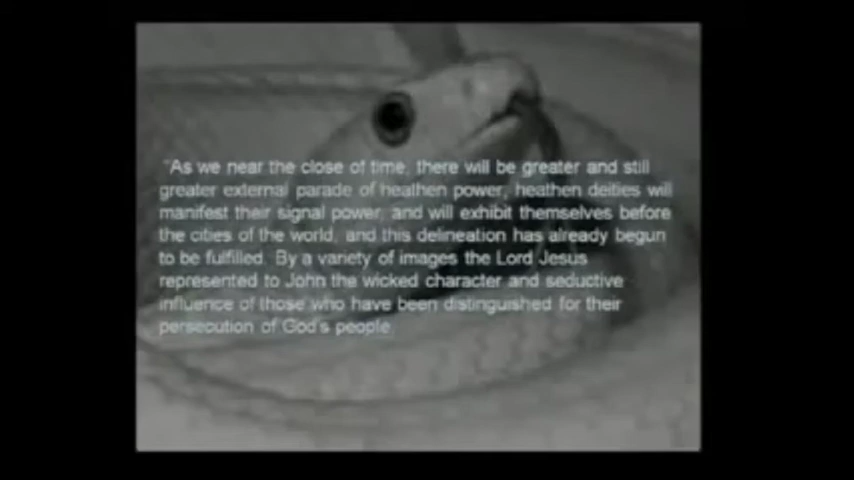 "As we near the close of time, there will be greater and still
greater external parade of heathen power; heathen deities will
manifest their signal power, and will exhibit themselves before
the cities of the world, and this delineation has already begun
to be fulfilled. By a variety of images the Lord Jesus
represented to John the wicked character and seductive
influence of those who have been distinguished for their
persecution of God's people.